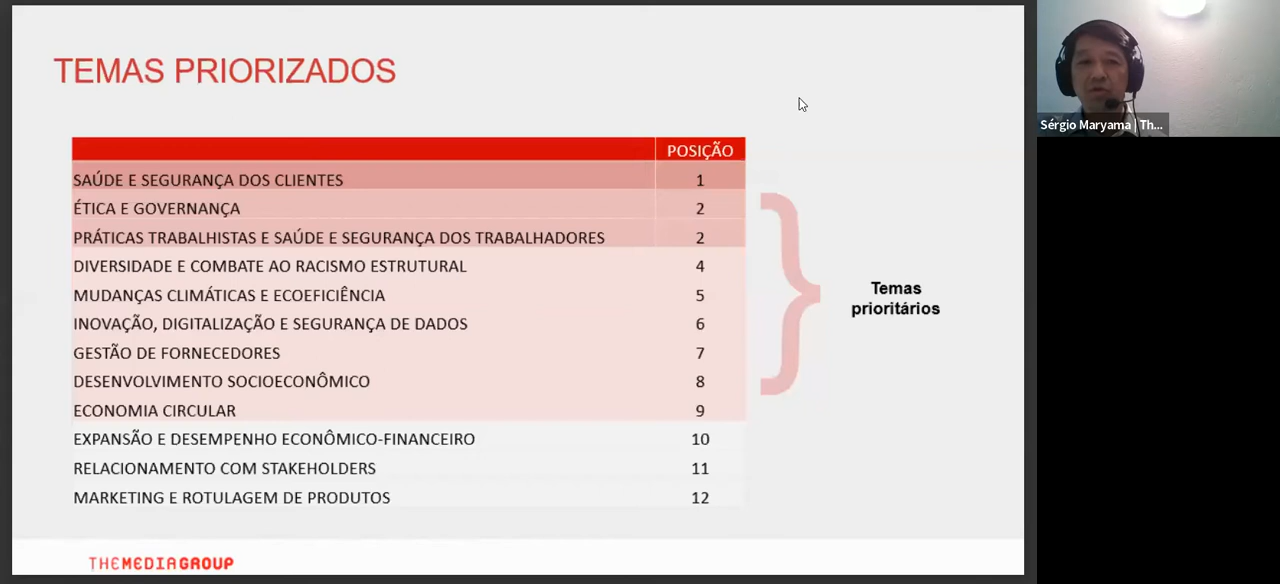 TEMAS PRIORIZADOS
POSIÇÃO
SAÚDE E SEGURANÇA DOS CLIENTES 1
ÉTICA E GOVERNANÇA 2
PRÁTICAS TRABALHISTAS E SAÚDE E SEGURANÇA DOS TRABALHADORES 2
DIVERSIDADE E COMBATE AO RACISMO ESTRUTURAL 4
MUDANÇAS CLIMÁTICAS E ECOEFICIÊNCIA 5
INOVAÇÃO, DIGITALIZAÇÃO E SEGURANÇA DE DADOS 6
GESTÃO DE FORNECEDORES 7
DESENVOLVIMENTO SOCIOECONÔMICO 8
ECONOMIA CIRCULAR 9
EXPANSÃO E DESEMPENHO ECONÔMICO-FINANCEIRO 10
RELACIONAMENTO COM STAKEHOLDERS 11
MARKETING E ROTULAGEM DE PRODUTOS 12
Temas
prioritários
THEMEDIAGROUP
Sérgio Maryama | Th...